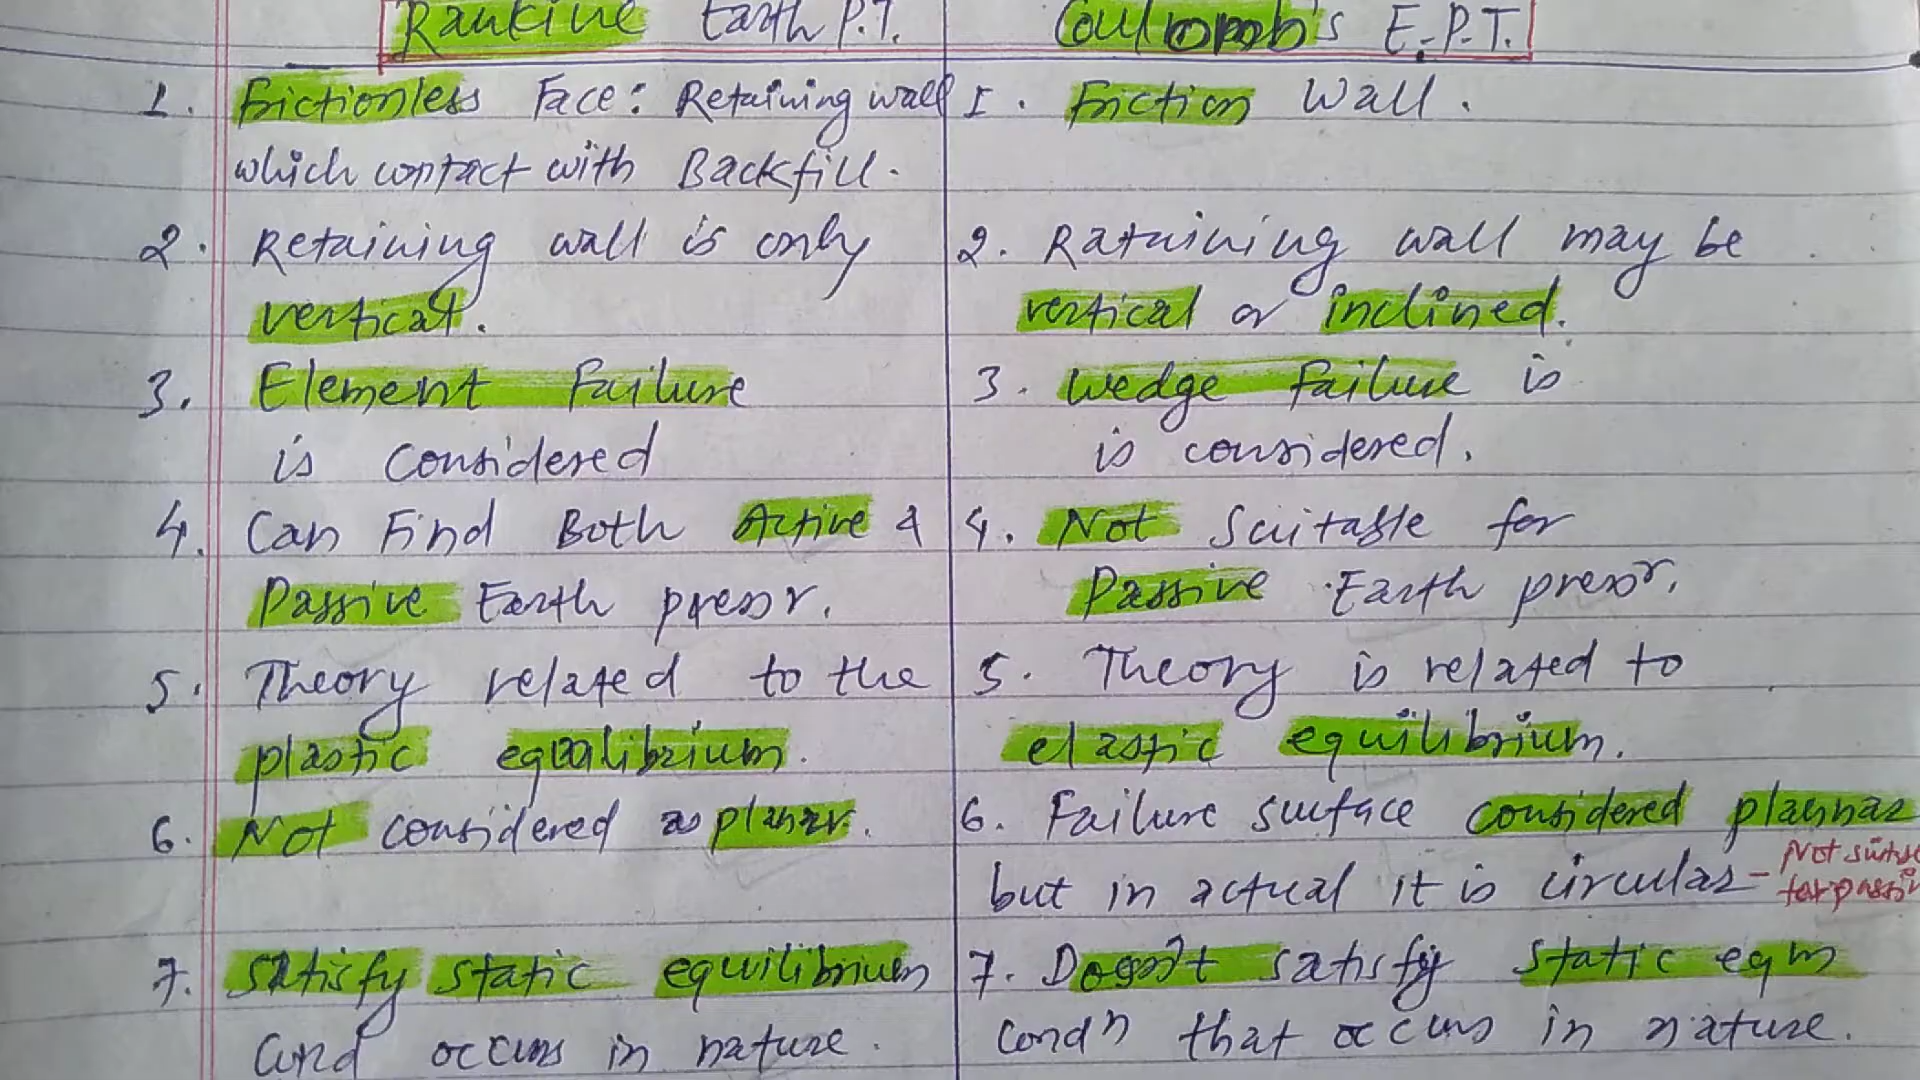 Rankine Earth P.T.
1. Frictionless Face: Retaining wall
which contact with Backfill.
2. Retaining wall is only
vertical.
3. Element Failure
is considered
4. Can Find Both Active &
Passive Earth pressr.
5. Theory related to the
plastic equilibrium.
6. Not considered as planar.
7. Satisfy static equilibrium
Cond occurs in nature.
Coulomb's E.P.T.
1. Friction Wall.
2. Rataining wall may be
vertical or inclined.
3. Wedge Failure is
is considered.
4. Not Suitable for
Passive Earth pressr.
5. Theory is related to
elastic equilibrium.
6. Failure surface considered plannar
but in actual it is circular - Not
for
7. Doesn't satisfy static eqm
Condn that occurs in nature.